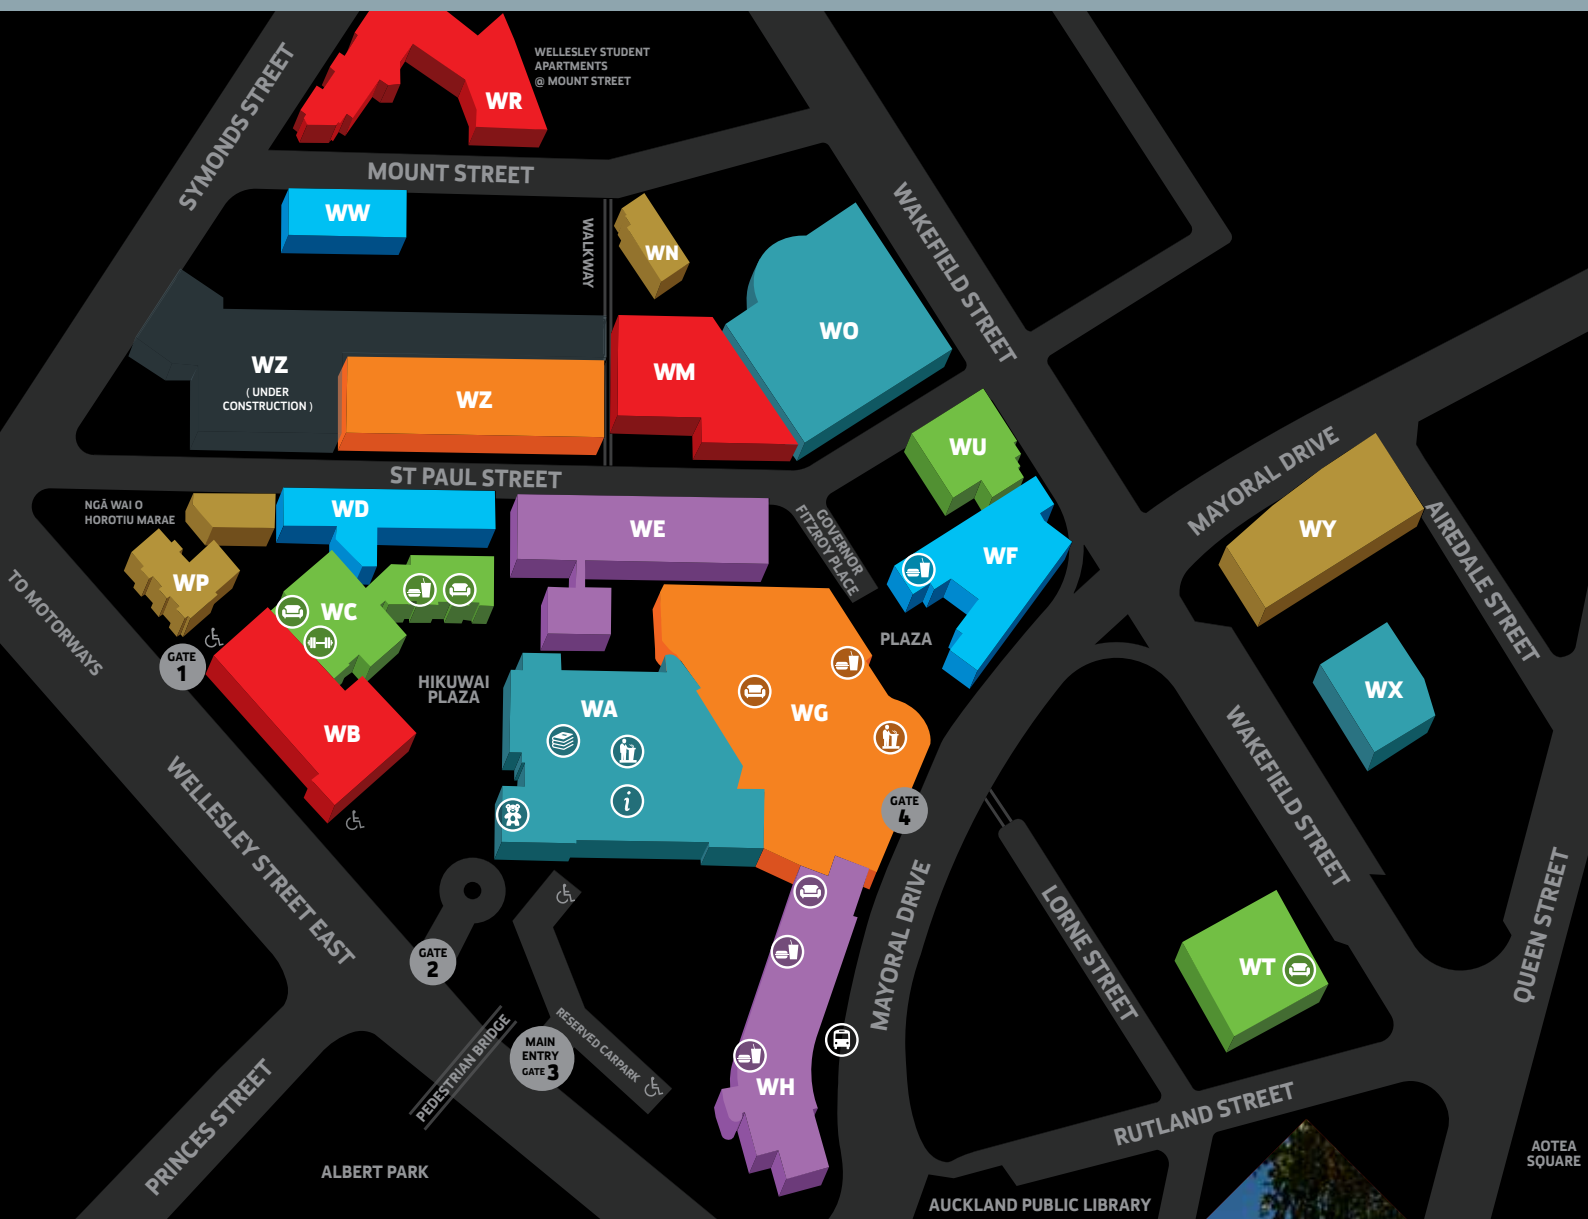 WELLESLEY STUDENT
APARTMENTS
@ MOUNT STREET
WR
SYMONDS STREET
MOUNT STREET
WW
WALKWAY
WN
WAKEFIELD STREET
WO
WZ
( UNDER
CONSTRUCTION )
WZ
WM
WU
MAYORAL DRIVE
ST PAUL STREET
NGĀ WAI O
HOROTIU MARAE
WD
WE
GOVERNOR
FITZROY PLACE
WF
WY
AIREDALE STREET
WP
WC
TO MOTORWAYS
GATE
1
PLAZA
HIKUWAI
PLAZA
WA
WG
WX
WB
WELLESLEY STREET EAST
WAKEFIELD STREET
i
GATE
4
MAYORAL DRIVE
LORNE STREET
QUEEN STREET
GATE
2
WT
PEDESTRIAN BRIDGE
MAIN
ENTRY
GATE 3
RESERVED CARPARK
WH
PRINCES STREET
RUTLAND STREET
ALBERT PARK
AOTEA
SQUARE
AUCKLAND PUBLIC LIBRARY